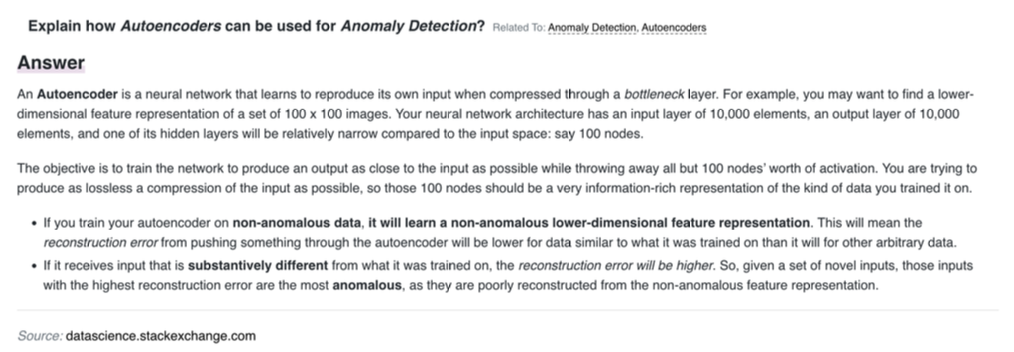 Explain how Autoencoders can be used for Anomaly Detection? Related To: Anomaly Detection, Autoencoders
Answer
An Autoencoder is a neural network that learns to reproduce its own input when compressed through a bottleneck layer. For example, you may want to find a lower-
dimensional feature representation of a set of 100 x 100 images. Your neural network architecture has an input layer of 10,000 elements, an output layer of 10,000
elements, and one of its hidden layers will be relatively narrow compared to the input space: say 100 nodes.
The objective is to train the network to produce an output as close to the input as possible while throwing away all but 100 nodes' worth of activation. You are trying to
produce as lossless a compression of the input as possible, so those 100 nodes should be a very information-rich representation of the kind of data you trained it on.
• If you train your autoencoder on non-anomalous data, it will learn a non-anomalous lower-dimensional feature representation. This will mean the
reconstruction error from pushing something through the autoencoder will be lower for data similar to what it was trained on than it will for other arbitrary data.
• If it receives input that is substantively different from what it was trained on, the reconstruction error will be higher. So, given a set of novel inputs, those inputs
with the highest reconstruction error are the most anomalous, as they are poorly reconstructed from the non-anomalous feature representation.
Source: datascience.stackexchange.com